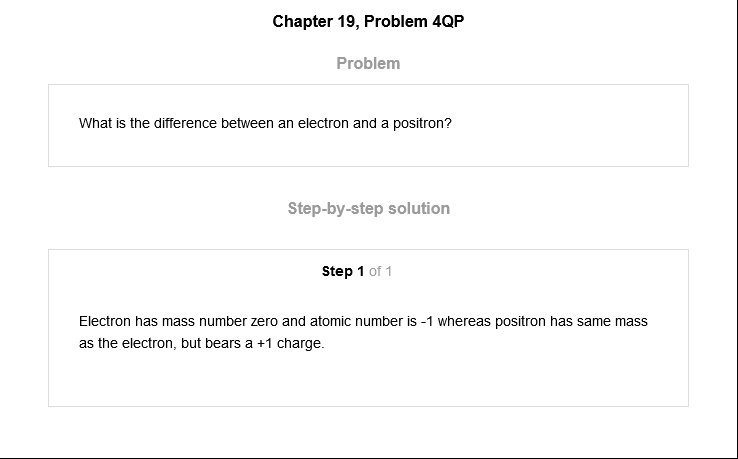 Chapter 19, Problem 4QP
Problem
What is the difference between an electron and a positron?
Step-by-step solution
Step 1 of 1
Electron has mass number zero and atomic number is -1 whereas positron has same mass
as the electron, but bears a +1 charge.